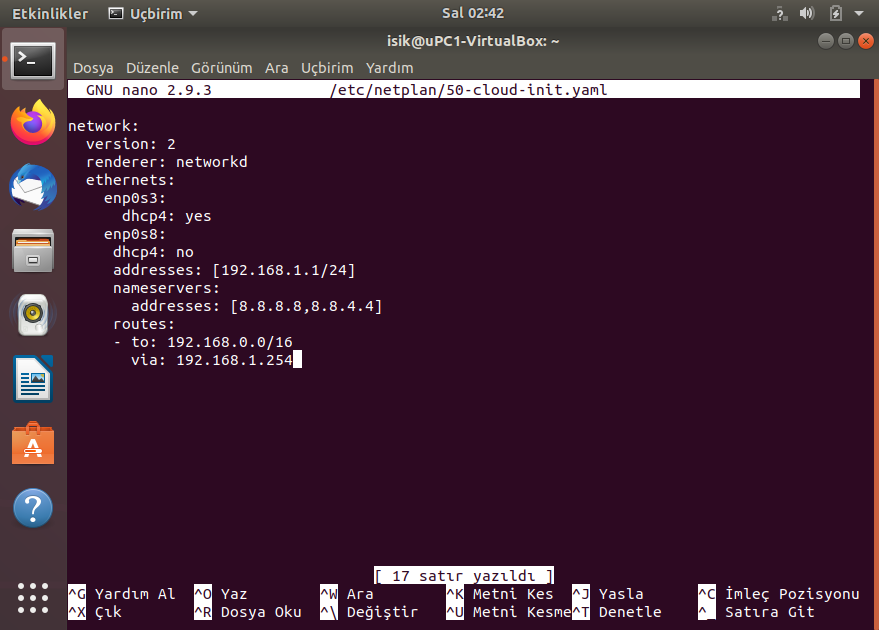 Etkinlikler Uçbirim Sal 02:42
isik@uPC1-VirtualBox: ~
Dosya Düzenle Görünüm Ara Uçbirim Yardım
GNU nano 2.9.3 /etc/netplan/50-cloud-init.yaml
network:
  version: 2
  renderer: networkd
  ethernets:
    enp0s3:
      dhcp4: yes
    enp0s8:
     dhcp4: no
     addresses: [192.168.1.1/24]
     nameservers:
       addresses: [8.8.8.8,8.8.4.4]
     routes:
     - to: 192.168.0.0/16
       via: 192.168.1.254
[ 17 satır yazıldı ]
^G Yardım Al ^O Yaz ^W Ara ^K Metni Kes ^J Yasla ^C İmleç Pozisyonu
^X Çık ^R Dosya Oku ^\ Değiştir ^U Metni Kesme^T Denetle ^_ Satıra Git